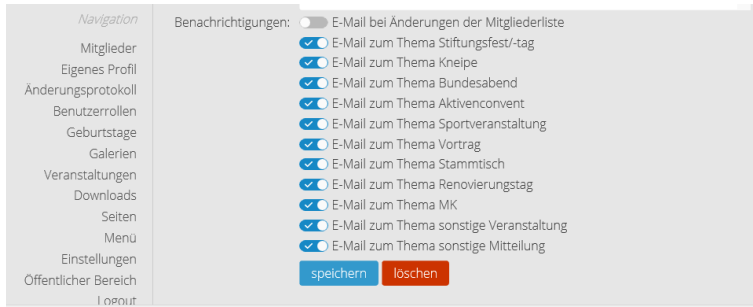 Navigation
Mitglieder
Eigenes Profil
Änderungsprotokoll
Benutzerrollen
Geburtstage
Galerien
Veranstaltungen
Downloads
Seiten
Menü
Einstellungen
Öffentlicher Bereich
Logout
Benachrichtigungen: E-Mail bei Änderungen der Mitgliederliste
E-Mail zum Thema Stiftungsfest/-tag
E-Mail zum Thema Kneipe
E-Mail zum Thema Bundesabend
E-Mail zum Thema Aktivenconvent
E-Mail zum Thema Sportveranstaltung
E-Mail zum Thema Vortrag
E-Mail zum Thema Stammtisch
E-Mail zum Thema Renovierungstag
E-Mail zum Thema MK
E-Mail zum Thema sonstige Veranstaltung
E-Mail zum Thema sonstige Mitteilung
speichern löschen